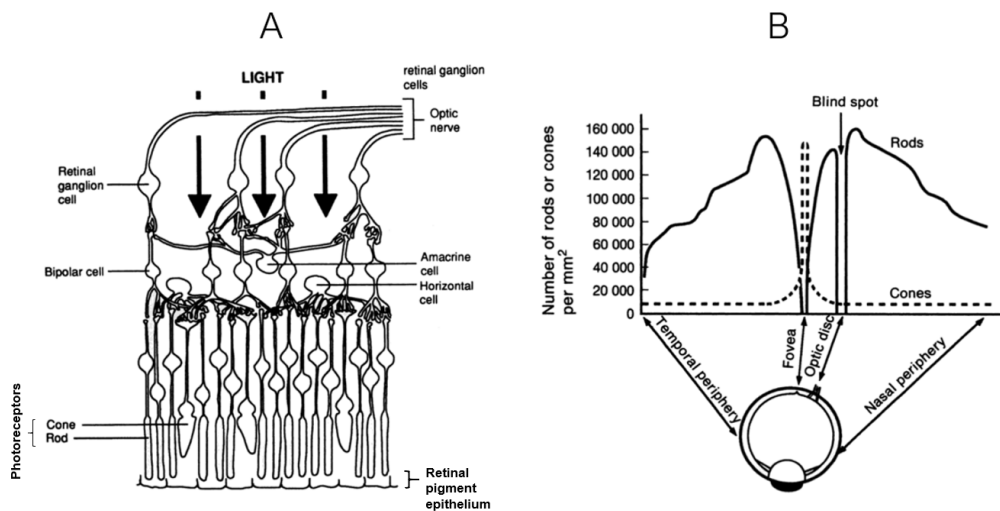 A
LIGHT
retinal ganglion
cells
Optic
nerve
Retinal
ganglion
cell
Bipolar cell
Amacrine
cell
Horizontal
cell
Photoreceptors
Cone
Rod
Retinal
pigment
epithelium
B
Blind spot
Number of rods or cones
per mm2
160 000
140 000
120 000
100 000
80 000
60 000
40 000
20 000
0
Rods
Cones
Temporal periphery
Fovea
Optic disc
Nasal periphery